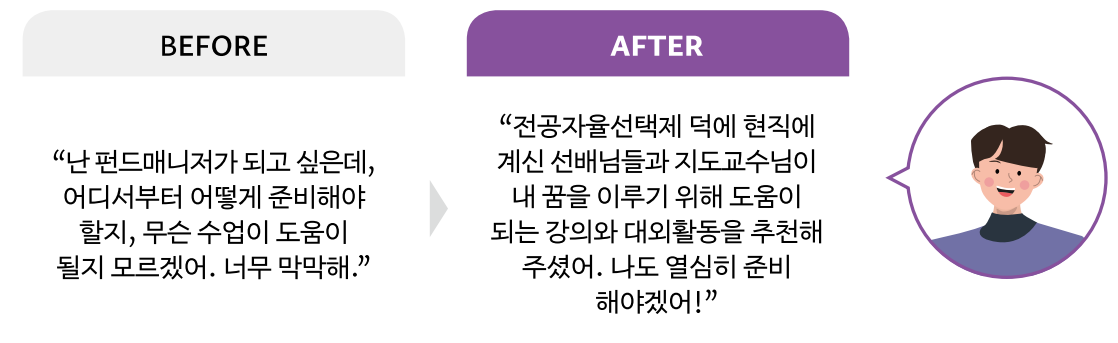 BEFORE
“난 펀드매니저가 되고 싶은데,
어디서부터 어떻게 준비해야
할지, 무슨 수업이 도움이
될지 모르겠어. 너무 막막해.”
AFTER
“전공자율선택제 덕에 현직에
계신 선배님들과 지도교수님이
내 꿈을 이루기 위해 도움이
되는 강의와 대외활동을 추천해
주셨어. 나도 열심히 준비
해야겠어!”